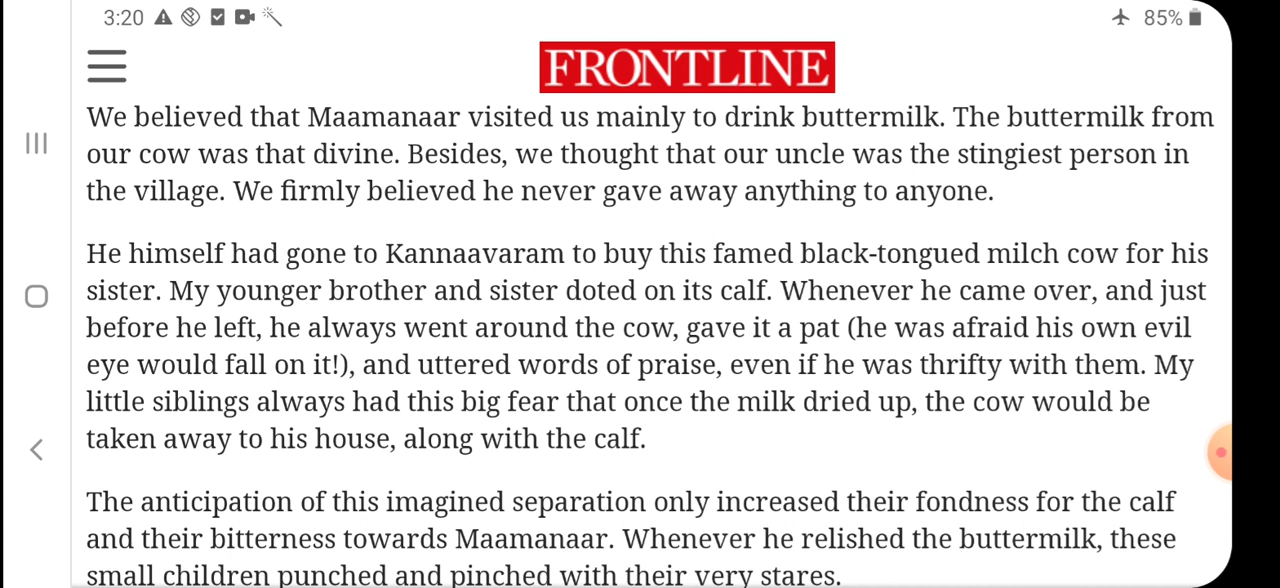 3:20
85%
FRONTLINE
We believed that Maamanaar visited us mainly to drink buttermilk. The buttermilk from
our cow was that divine. Besides, we thought that our uncle was the stingiest person in
the village. We firmly believed he never gave away anything to anyone.
He himself had gone to Kannaavaram to buy this famed black-tongued milch cow for his
sister. My younger brother and sister doted on its calf. Whenever he came over, and just
before he left, he always went around the cow, gave it a pat (he was afraid his own evil
eye would fall on it!), and uttered words of praise, even if he was thrifty with them. My
little siblings always had this big fear that once the milk dried up, the cow would be
taken away to his house, along with the calf.
The anticipation of this imagined separation only increased their fondness for the calf
and their bitterness towards Maamanaar. Whenever he relished the buttermilk, these
small children punched and pinched with their very stares.